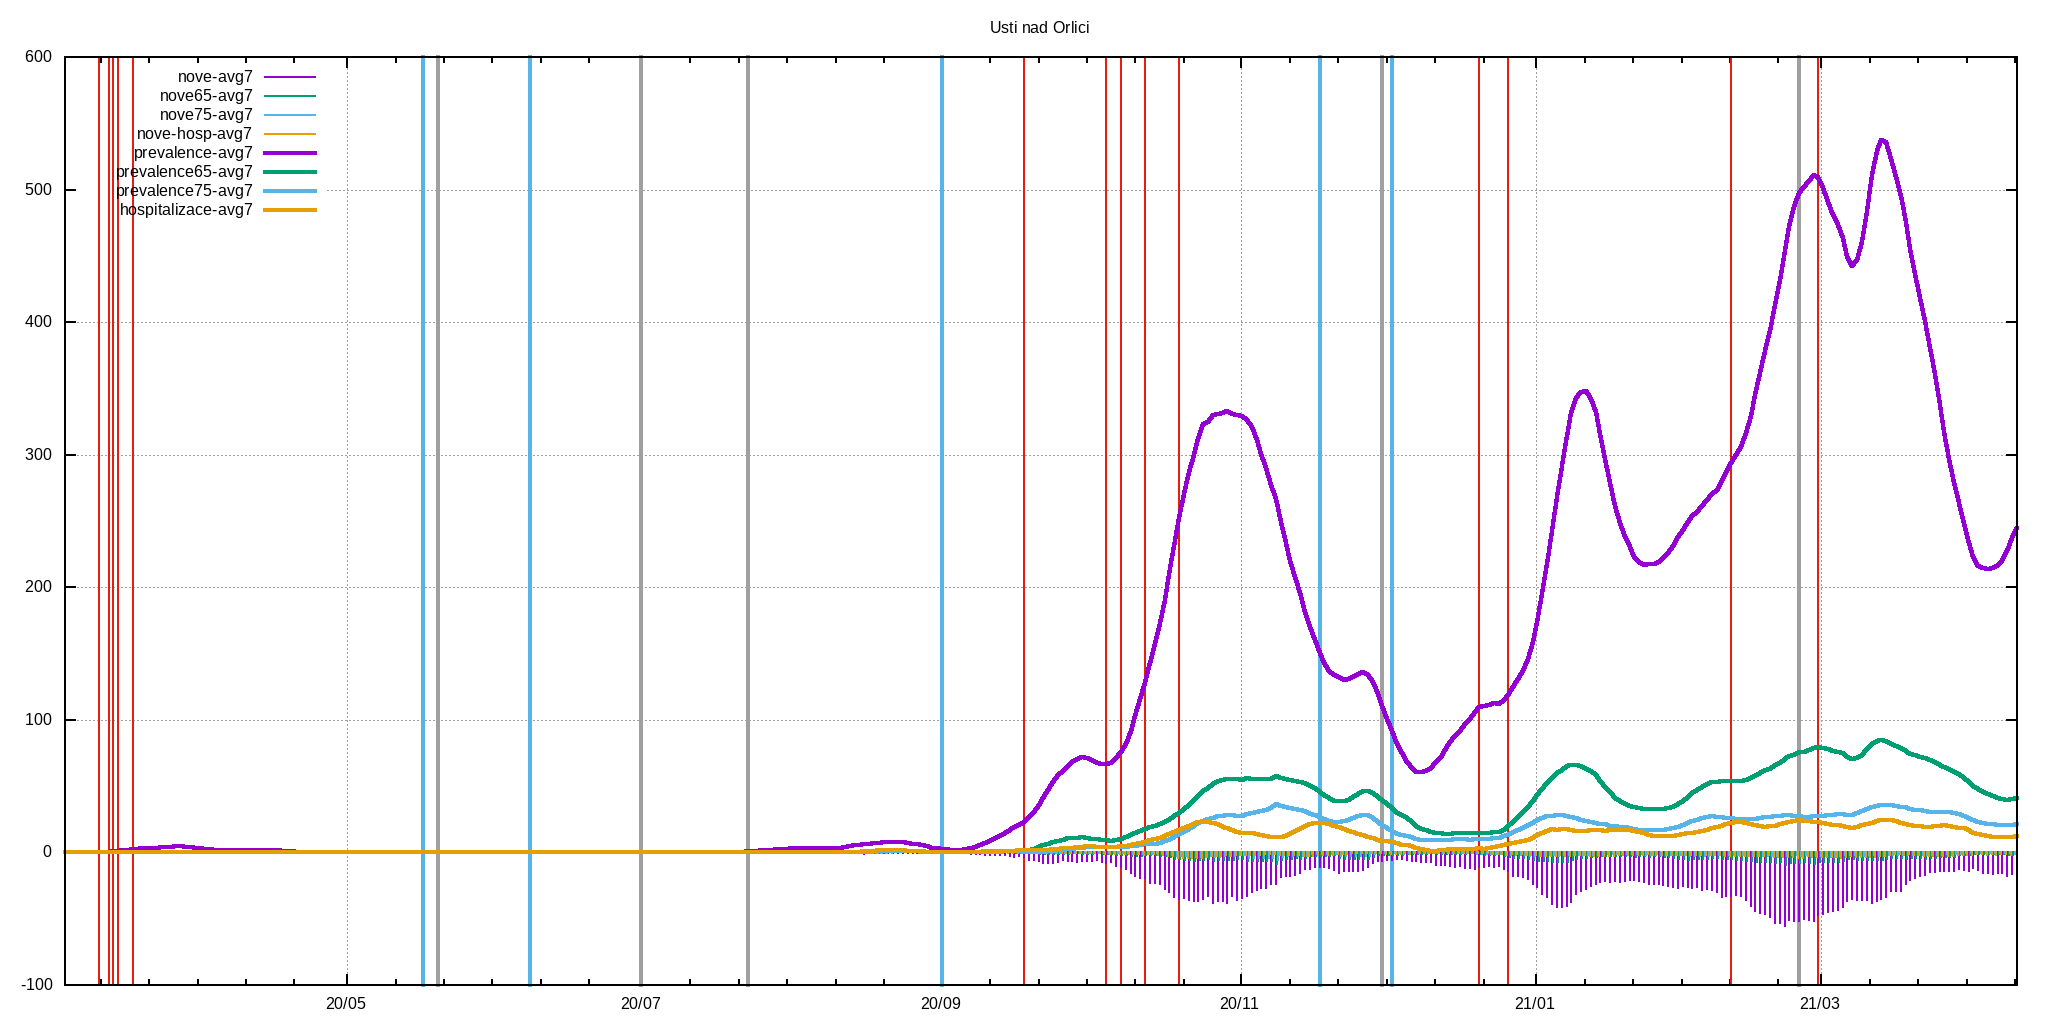 Usti nad Orlici
600
500
400
300
200
100
0
-100
nove-avg7
nove65-avg7
nove75-avg7
nove-hosp-avg7
prevalence-avg7
prevalence65-avg7
prevalence75-avg7
hospitalizace-avg7
20/05
20/07
20/09
20/11
21/01
21/03